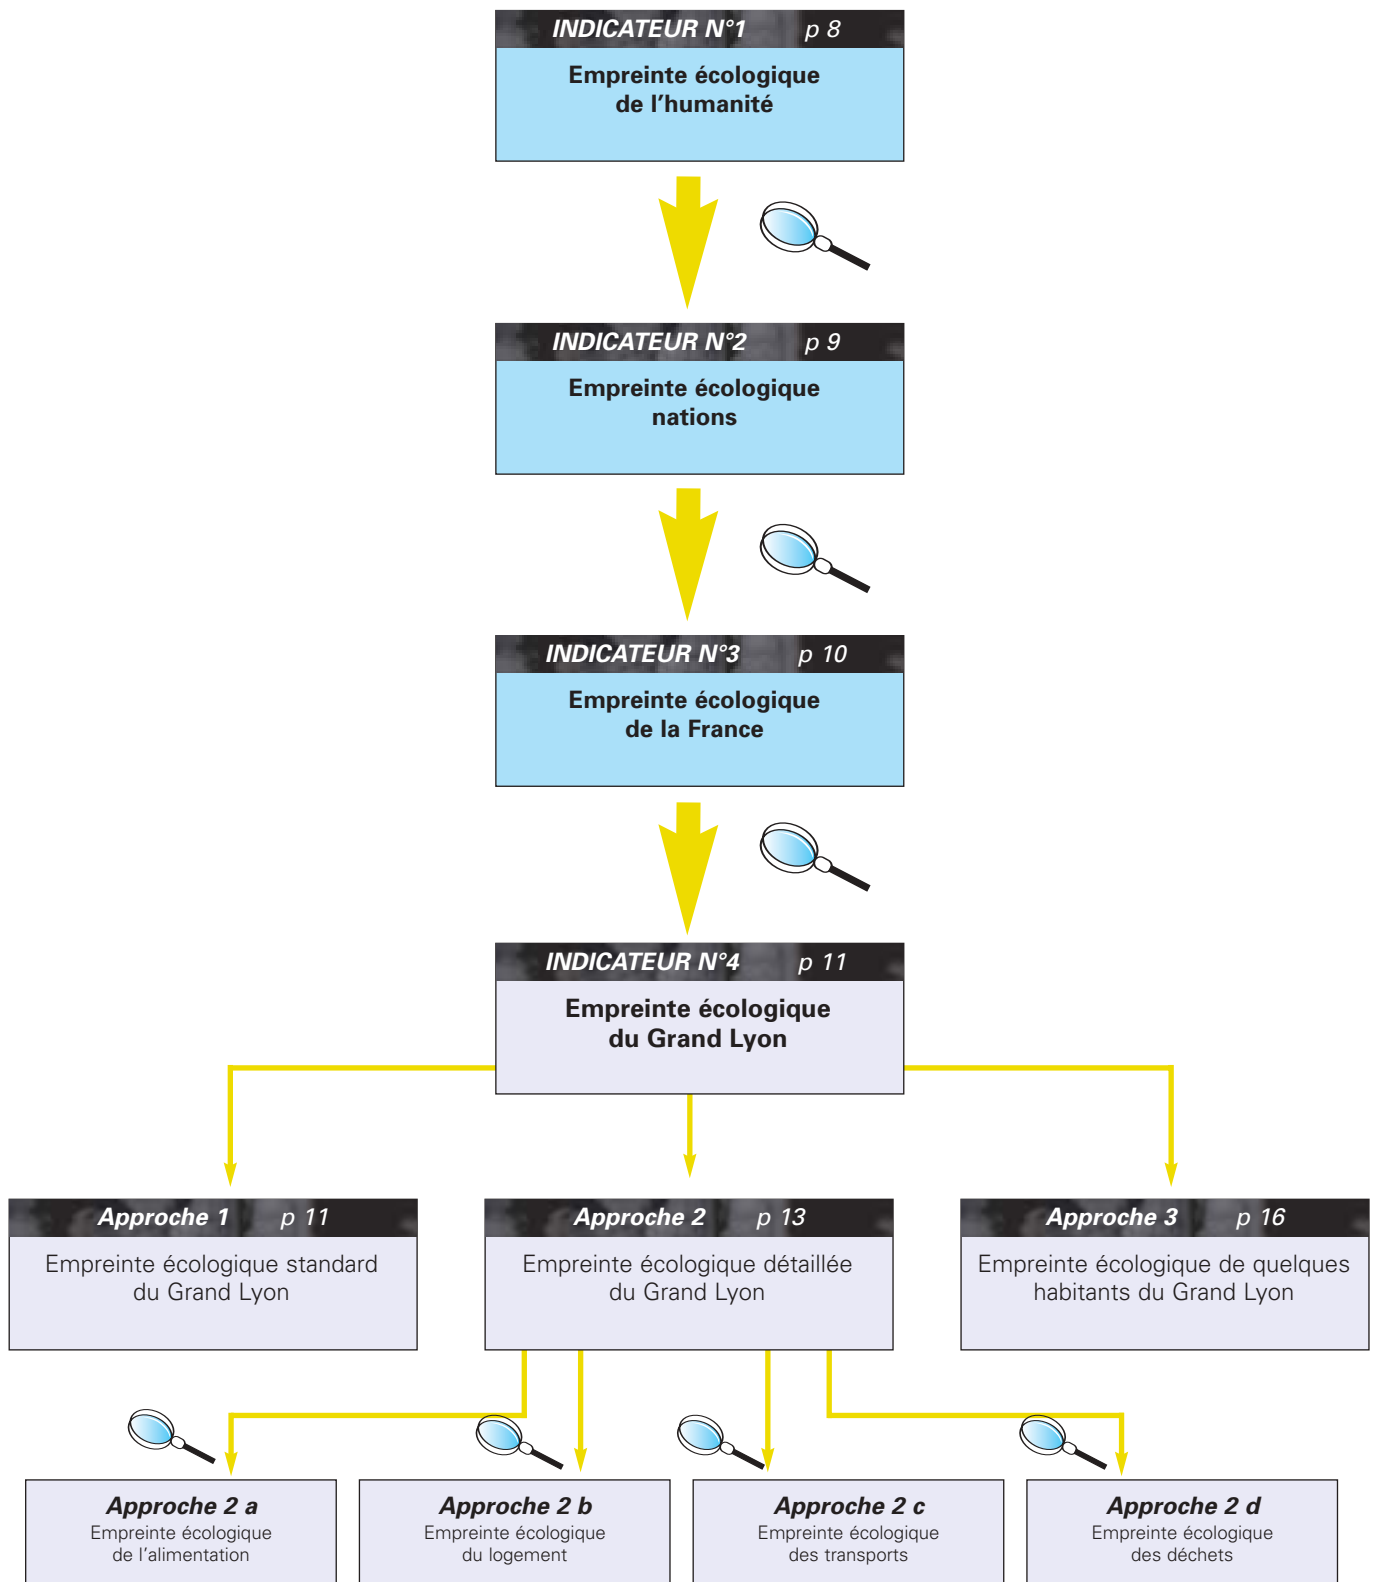 INDICATEUR N°1 p 8
Empreinte écologique
de l'humanité
INDICATEUR N°2 p 9
Empreinte écologique
nations
INDICATEUR N°3 p 10
Empreinte écologique
de la France
INDICATEUR N°4 p 11
Empreinte écologique
du Grand Lyon
Approche 1 p 11
Empreinte écologique standard
du Grand Lyon
Approche 2 p 13
Empreinte écologique détaillée
du Grand Lyon
Approche 3 p 16
Empreinte écologique de quelques
habitants du Grand Lyon
Approche 2 a
Empreinte écologique
de l'alimentation
Approche 2 b
Empreinte écologique
du logement
Approche 2 c
Empreinte écologique
des transports
Approche 2 d
Empreinte écologique
des déchets